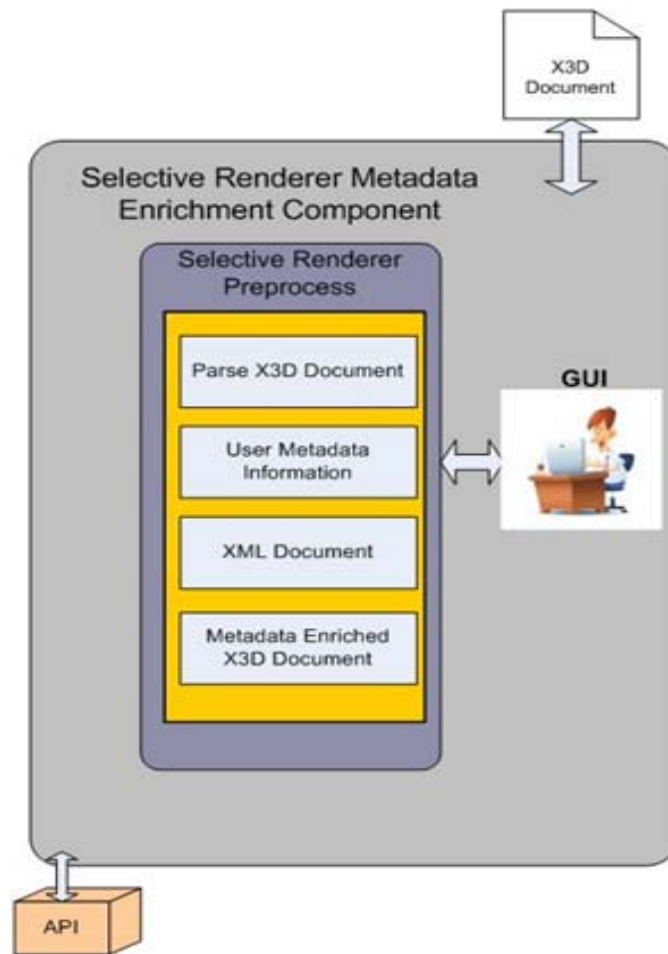 X3D
Document
Selective Renderer Metadata
Enrichment Component
Selective Renderer
Preprocess
Parse X3D Document
GUI
User Metadata
Information
XML Document
Metadata Enriched
X3D Document
API